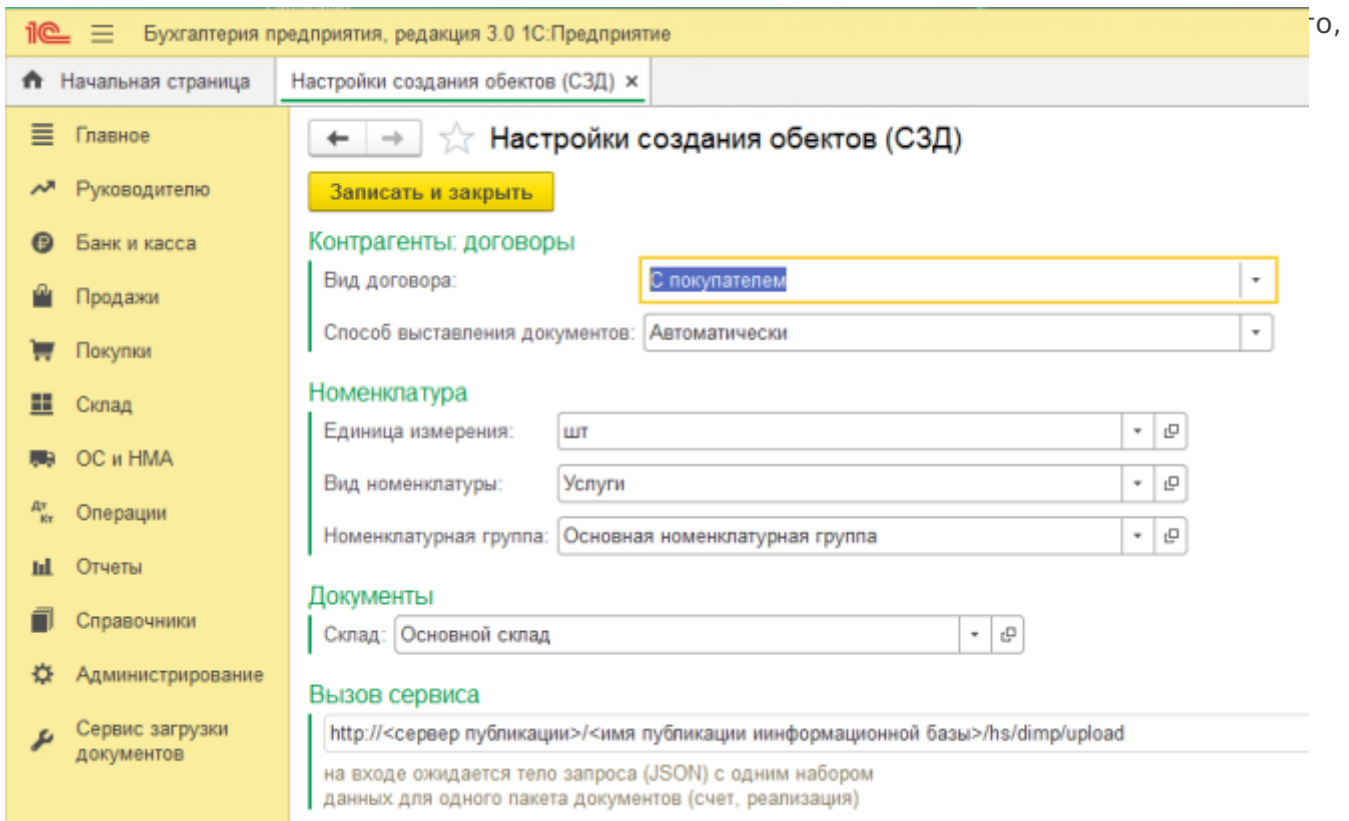 1С Бухгалтерия предприятия, редакция 3.0 1С:Предприятие
го,
Начальная страница
Настройки создания обектов (СЗД) ×
Главное
Руководителю
Банк и касса
Продажи
Покупки
Склад
ОС и НМА
Дт Кт Операции
Отчеты
Справочники
Администрирование
Сервис загрузки
документов
Настройки создания обектов (СЗД)
Записать и закрыть
Контрагенты: договоры
Вид договора: С покупателем
Способ выставления документов: Автоматически
Номенклатура
Единица измерения: шт
Вид номенклатуры: Услуги
Номенклатурная группа: Основная номенклатурная группа
Документы
Склад: Основной склад
Вызов сервиса
http://<сервер публикации>/<имя публикации иинформационной базы>/hs/dimp/upload
на входе ожидается тело запроса (JSON) с одним набором
данных для одного пакета документов (счет, реализация)